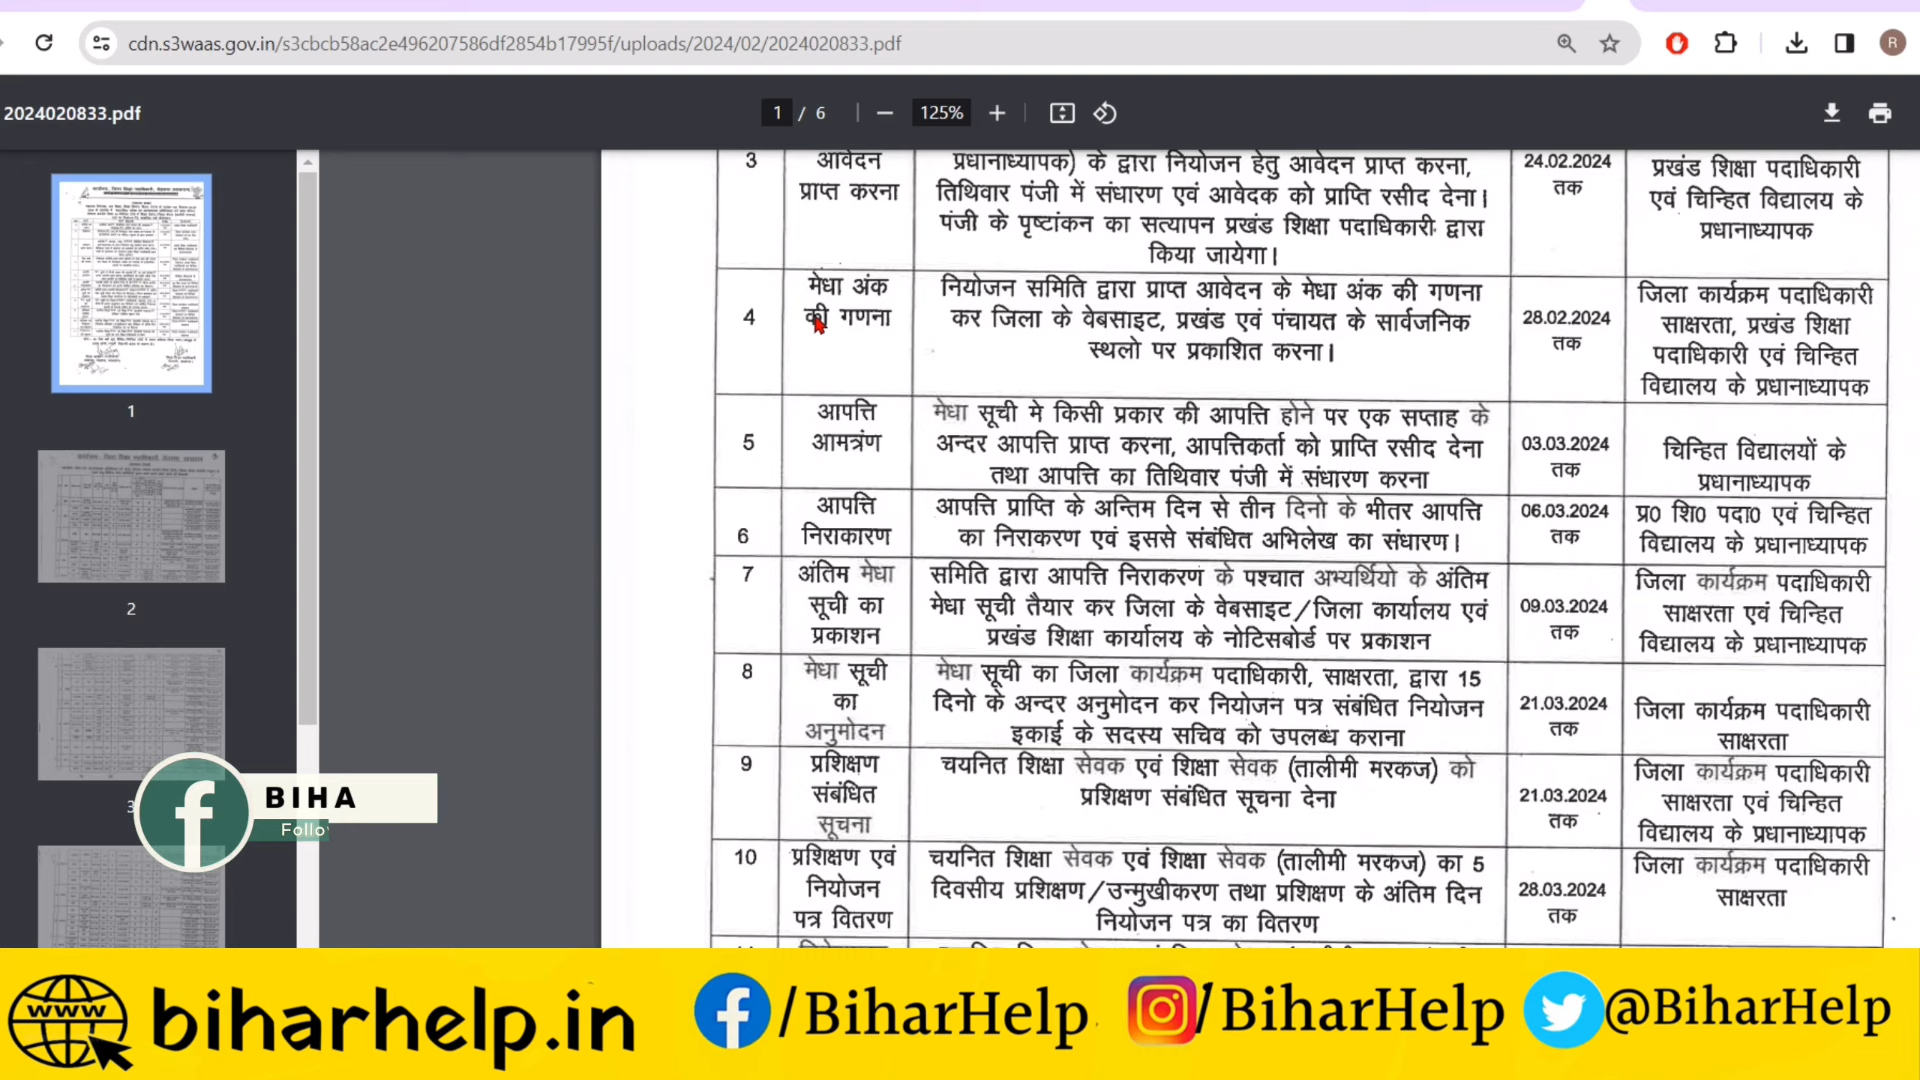 cdn.s3waas.gov.in/s3cbcb58ac2e496207586df2854b17995f/uploads/2024/02/2024020833.pdf
R
2024020833.pdf
1 / 6
125%
1
2
3
3
आवेदन
प्राप्त करना
प्रधानाध्यापक) के द्वारा नियोजन हेतु आवेदन प्राप्त करना,
तिथिवार पंजी में संधारण एवं आवेदक को प्राप्ति रसीद देना।
पंजी के पृष्टांकन का सत्यापन प्रखंड शिक्षा पदाधिकारी द्वारा
किया जायेगा।
24.02.2024
तक
प्रखंड शिक्षा पदाधिकारी
एवं चिन्हित विद्यालय के
प्रधानाध्यापक
4
मेधा अंक
की गणना
नियोजन समिति द्वारा प्राप्त आवेदन के मेधा अंक की गणना
कर जिला के वेबसाइट, प्रखंड एवं पंचायत के सार्वजनिक
स्थलो पर प्रकाशित करना।
28.02.2024
तक
जिला कार्यक्रम पदाधिकारी
साक्षरता, प्रखंड शिक्षा
पदाधिकारी एवं चिन्हित
विद्यालय के प्रधानाध्यापक
5
आपत्ति
आमत्रंण
मेधा सूची मे किसी प्रकार की आपत्ति होने पर एक सप्ताह के
अन्दर आपत्ति प्राप्त करना, आपत्तिकर्ता को प्राप्ति रसीद देना
तथा आपत्ति का तिथिवार पंजी में संधारण करना
03.03.2024
तक
चिन्हित विद्यालयों के
प्रधानाध्यापक
6
आपत्ति
निराकारण
आपत्ति प्राप्ति के अन्तिम दिन से तीन दिनो के भीतर आपत्ति
का निराकरण एवं इससे संबंधित अभिलेख का संधारण।
06.03.2024
तक
प्र0 शि0 पदा0 एवं चिन्हित
विद्यालय के प्रधानाध्यापक
7
अंतिम मेधा
सूची का
प्रकाशन
समिति द्वारा आपत्ति निराकरण के पश्चात अभ्यर्थियो के अंतिम
मेधा सूची तैयार कर जिला के वेबसाइट/जिला कार्यालय एवं
प्रखंड शिक्षा कार्यालय के नोटिसबोर्ड पर प्रकाशन
09.03.2024
तक
जिला कार्यक्रम पदाधिकारी
साक्षरता एवं चिन्हित
विद्यालय के प्रधानाध्यापक
8
मेधा सूची
का
अनुमोदन
मेधा सूची का जिला कार्यक्रम पदाधिकारी, साक्षरता, द्वारा 15
दिनो के अन्दर अनुमोदन कर नियोजन पत्र संबंधित नियोजन
इकाई के सदस्य सचिव को उपलब्ध कराना
21.03.2024
तक
जिला कार्यक्रम पदाधिकारी
साक्षरता
9
प्रशिक्षण
संबंधित
सूचना
चयनित शिक्षा सेवक एवं शिक्षा सेवक (तालीमी मरकज) को
प्रशिक्षण संबंधित सूचना देना
21.03.2024
तक
जिला कार्यक्रम पदाधिकारी
साक्षरता एवं चिन्हित
विद्यालय के प्रधानाध्यापक
10
प्रशिक्षण एवं
नियोजन
पत्र वितरण
चयनित शिक्षा सेवक एवं शिक्षा सेवक (तालीमी मरकज) का 5
दिवसीय प्रशिक्षण/उन्मुखीकरण तथा प्रशिक्षण के अंतिम दिन
नियोजन पत्र का वितरण
28.03.2024
तक
जिला कार्यक्रम पदाधिकारी
साक्षरता
BIHA
Follo
www
biharhelp.in
/BiharHelp
/BiharHelp
@BiharHelp